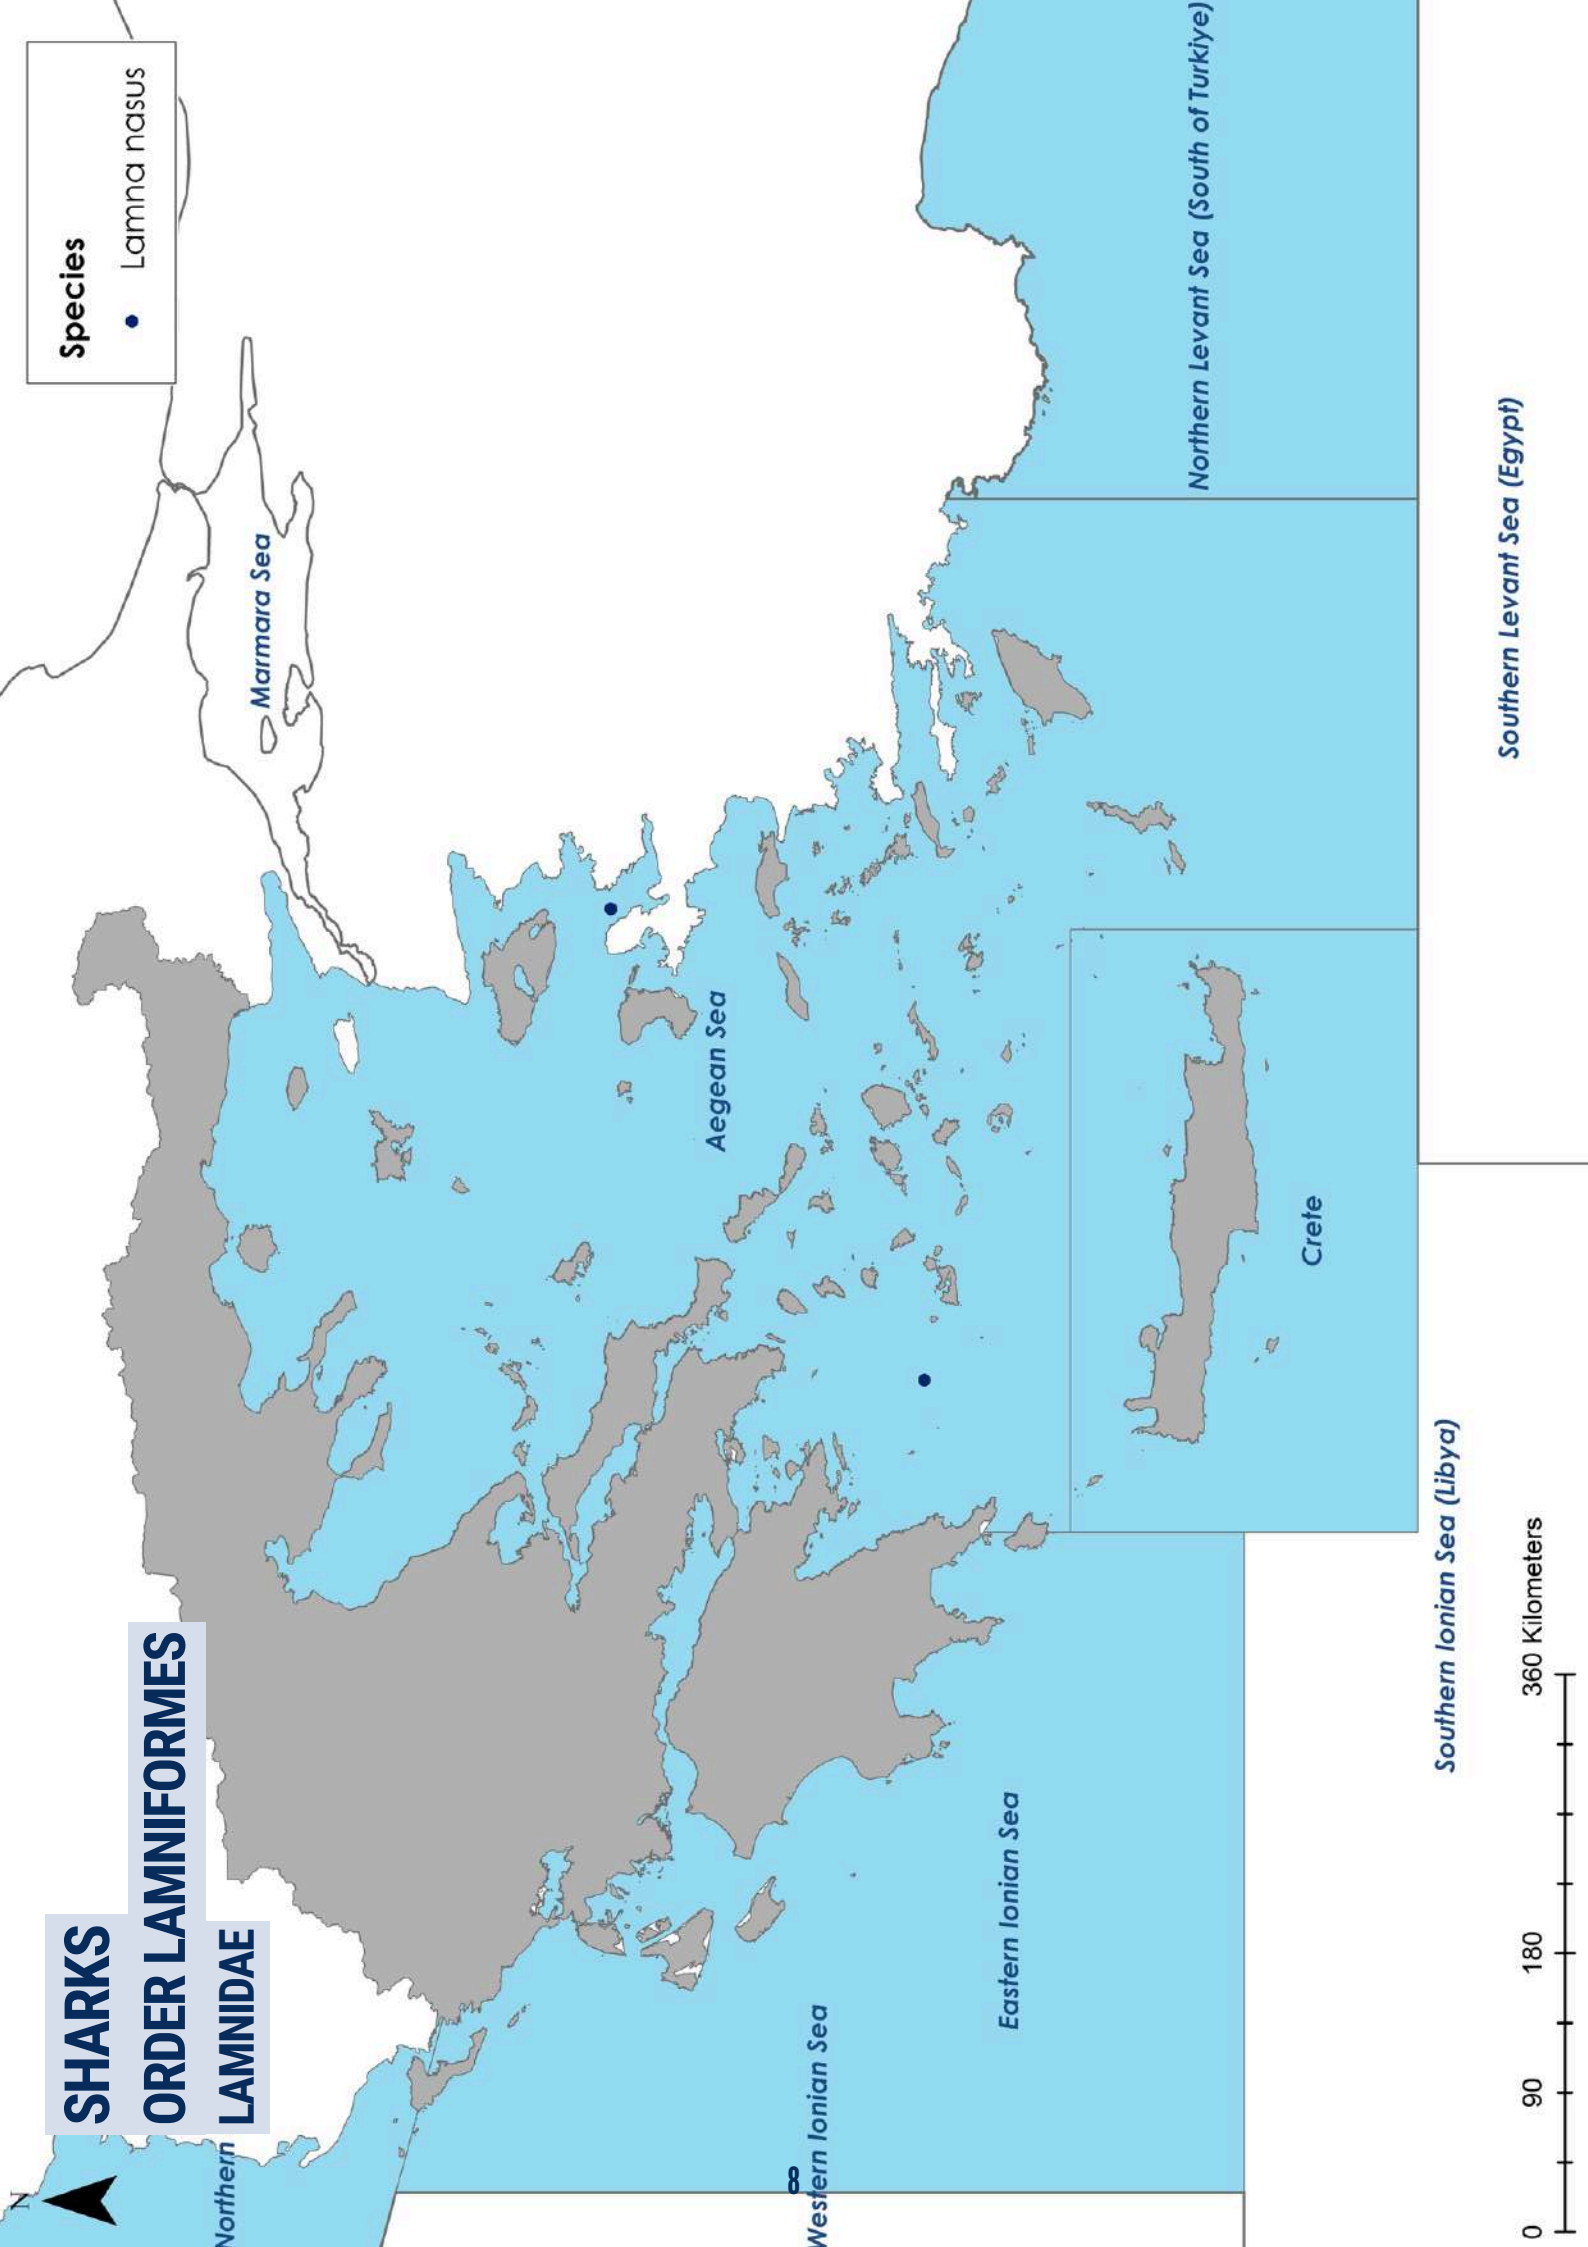 SHARKS
ORDER LAMNIFORMES
LAMNIDAE
Species
Lamna nasus
N
Northern
Marmara Sea
Aegean Sea
Western Ionian Sea
Eastern Ionian Sea
Northern Levant Sea (South of Turkiye)
Crete
Southern Ionian Sea (Libya)
Southern Levant Sea (Egypt)
0 90 180 360 Kilometers
8